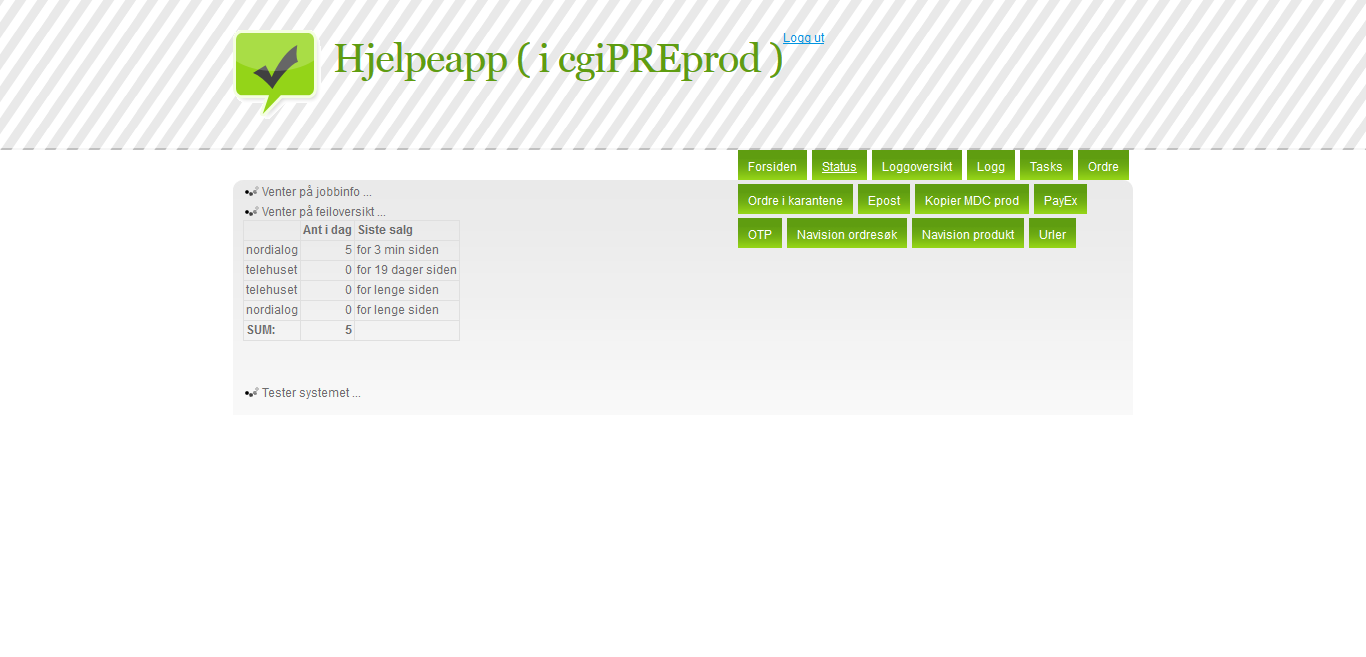 Hjelpeapp ( i cgiPREprod )
Logg ut
Forsiden Status Loggoversikt Logg Tasks Ordre
Ordre i karantene Epost Kopier MDC prod PayEx
OTP Navision ordresøk Navision produkt Urler
Venter på jobbinfo ...
Venter på feiloversikt ...
Ant i dag Siste salg
nordialog 5 for 3 min siden
telehuset 0 for 19 dager siden
telehuset 0 for lenge siden
nordialog 0 for lenge siden
SUM: 5
Tester systemet ...